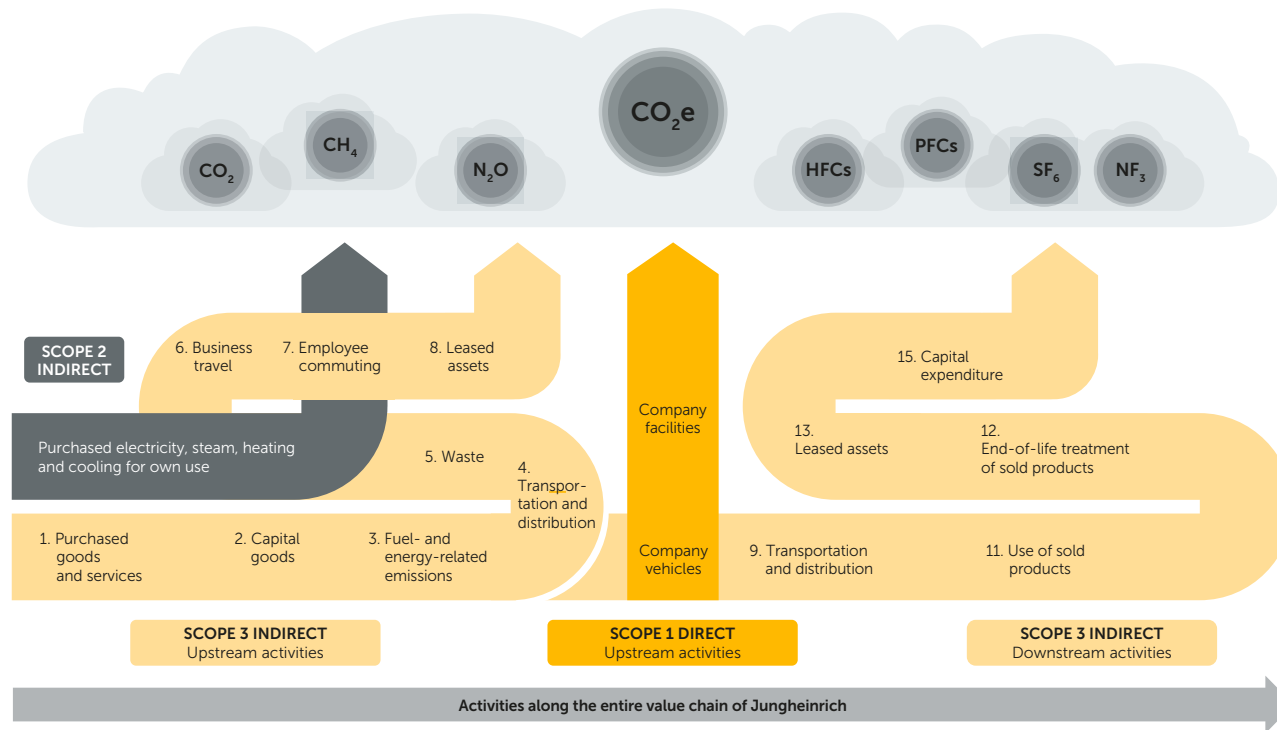 CO₂e
CO₂
CH₄
N₂O
HFCs
PFCs
SF₆
NF₃
SCOPE 2
INDIRECT
6. Business
travel
7. Employee
commuting
8. Leased
assets
Purchased electricity, steam, heating
and cooling for own use
5. Waste
4.
Transpor-
tation and
distribution
1. Purchased
goods
and services
2. Capital
goods
3. Fuel- and
energy-related
emissions
Company
facilities
Company
vehicles
15. Capital
expenditure
13.
Leased assets
12.
End-of-life treatment
of sold products
9. Transportation
and distribution
11. Use of sold
products
SCOPE 3 INDIRECT
Upstream activities
SCOPE 1 DIRECT
Upstream activities
SCOPE 3 INDIRECT
Downstream activities
Activities along the entire value chain of Jungheinrich